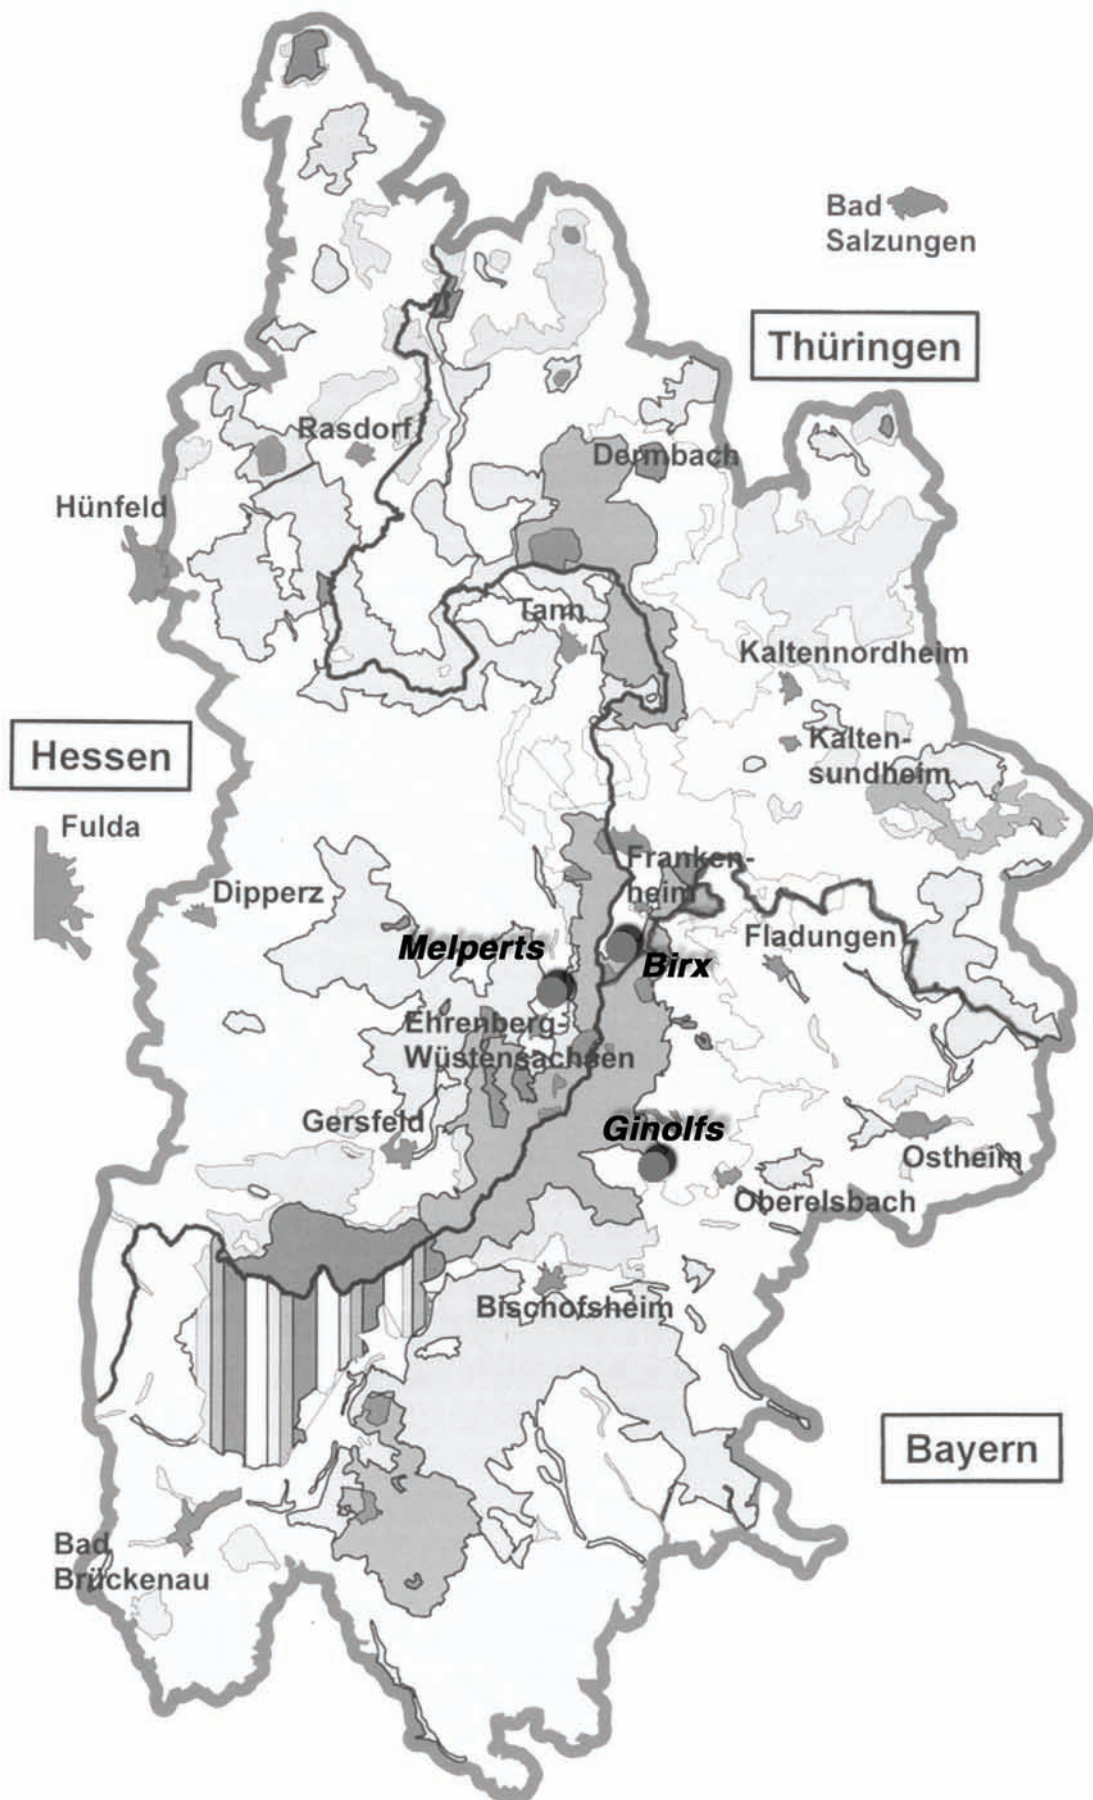 Bad
Salzungen
Thüringen
Rasdorf
Dermbach
Hünfeld
Tann
Kaltennordheim
Hessen
Kalten-
sundheim
Fulda
Franken-
heim
Dipperz
Melperts
Birx
Fladungen
Ehrenberg-
Wüstensachsen
Gersfeld
Ginolfs
Ostheim
Oberelsbach
Bischofsheim
Bayern
Bad
Brückenau